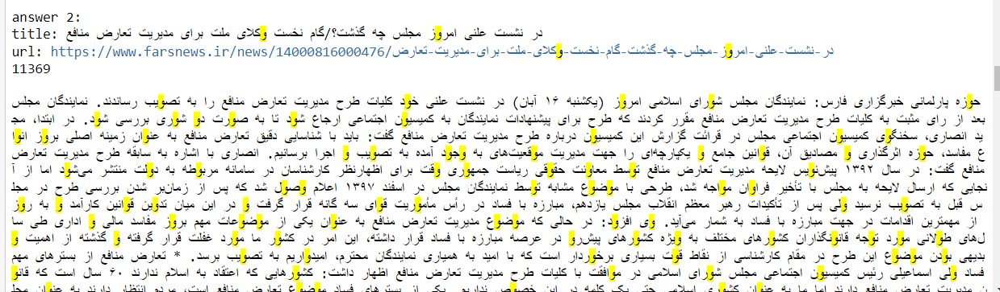 answer 2:
title: در نشست علنی امروز مجلس چه گذشت؟/گام نخست وکلای ملت برای مدیریت تعارض منافع
url: https://www.farsnews.ir/news/14000816000476/در-نشست-علنی-امروز-مجلس-چه-گذشت-گام-نخست-وکلای-ملت-برای-مدیریت-تعارض
11369
حوزه پارلمانی خبرگزاری فارس: نمایندگان مجلس شورای اسلامی امروز (یکشنبه ۱۶ آبان) در نشست علنی خود کلیات طرح مدیریت تعارض منافع را به تصویب رساندند. نمایندگان مجلس
بعد از رای مثبت به کلیات طرح مدیریت تعارض منافع مقرر کردند که طرح برای پیشنهادات نمایندگان به کمیسیون اجتماعی ارجاع شود تا به صورت دو شوری بررسی شود. در ابتدا، مج
ید انصاری، سخنگوی کمیسیون اجتماعی مجلس در قرائت گزارش این کمیسیون درباره طرح مدیریت تعارض منافع گفت: باید با شناسایی دقیق تعارض منافع به عنوان زمینه اصلی بروز انوا
ع مفاسد، حوزه اثرگذاری و مصادیق آن، قوانین جامع و یکپارچه‌ای را جهت مدیریت موقعیت‌های به وجود آمده به تصویب و اجرا برسانیم. انصاری با اشاره به سابقه طرح مدیریت تعارض
منافع گفت: در سال ۱۳۹۲ پیش‌نویس لایحه مدیریت تعارض منافع توسط معاونت حقوقی ریاست جمهوری وقت برای اظهارنظر کارشناسان در سامانه مربوطه به دولت منتشر می‌شود اما از آ
نجایی که ارسال لایحه به مجلس با تأخیر فراوان مواجه شد، طرحی با موضوع مشابه توسط نمایندگان مجلس در اسفند ۱۳۹۷ اعلام وصول شد که پس از زمان‌بر شدن بررسی طرح در مجل
س قبل به تصویب نرسید ولی پس از تأکیدات رهبر معظم انقلاب مجلس یازدهم، مبارزه با فساد در رأس مأموریت قوای سه گانه قرار گرفت و در این میان تدوین قوانین کارآمد و به روز
از مهمترین اقدامات در جهت مبارزه با فساد به شمار می‌آید. وی افزود: در حالی که موضوع مدیریت تعارض منافع به عنوان یکی از موضوعات مهم بروز مفاسد مالی و اداری طی سا
ل‌های طولانی مورد توجه قانونگذاران کشورهای مختلف به ویژه کشورهای پیش‌رو در عرصه مبارزه با فساد قرار داشته، این امر در کشور ما مورد غفلت قرار گرفته و گذشته از اهمیت و
بدیهی بودن موضوع این طرح در مقام کارشناسی از نقاط قوت بسیاری برخوردار است که با امید به همیاری نمایندگان محترم، امیدواریم به تصویب برسد. * تعارض منافع از بسترهای مهم
فساد ولی اسماعیلی رئیس کمیسیون اجتماعی مجلس شورای اسلامی در موافقت با کلیات طرح مدیریت تعارض منافع اظهار داشت: کشورهایی که اعتقاد به اسلام ندارند ۶۰ سال است که قانو
ن مدیریت تعارض منافع دارند اما ما به عنوان کشوری اسلامی حتی یک کلمه در این خصوص نداریم. یکی از بسترهای فساد موضوع تعارض منافع است، مردم انتظار دارند به عنوان مجل